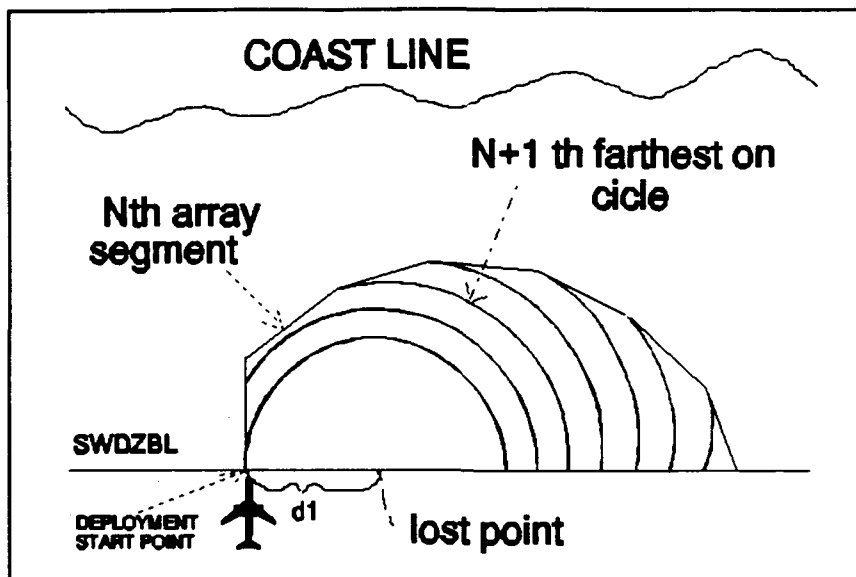 COAST LINE
N+1 th farthest on
cicle
Nth array
segment
SWDZBL
DEPLOYMENT
START POINT
d1
lost point